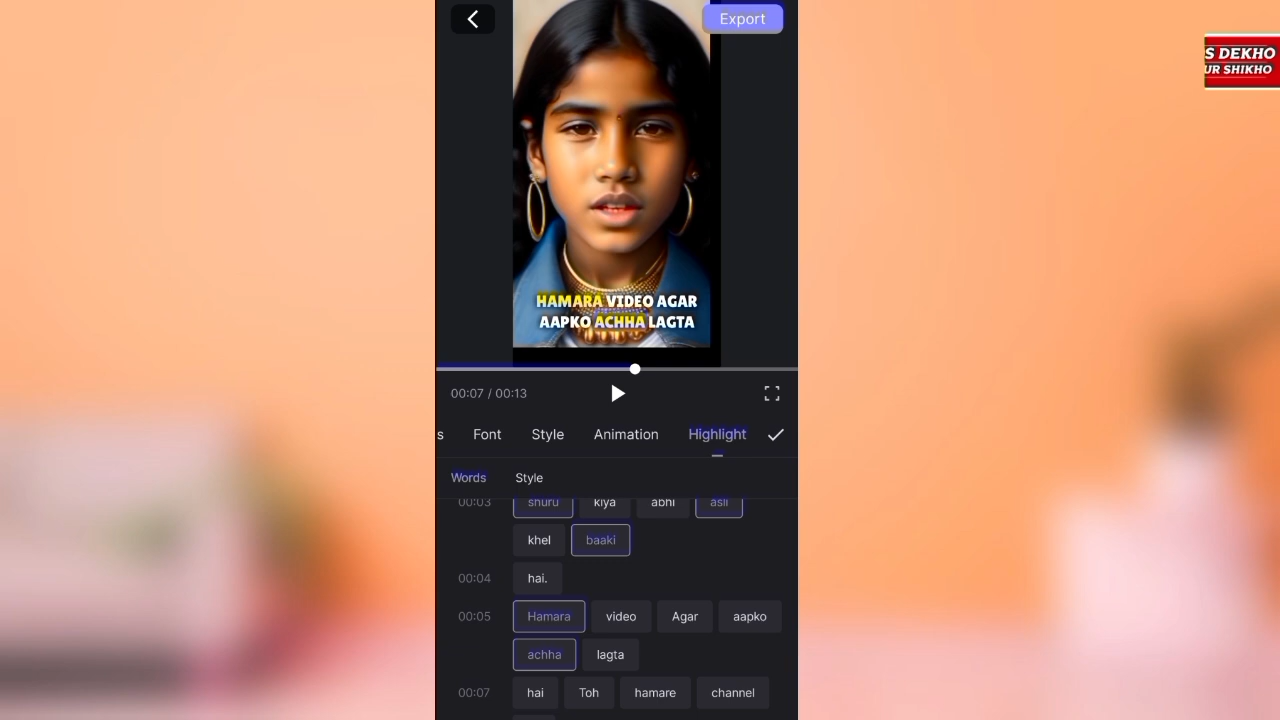 Export
S DEKHO
UR SHIKHO
HAMARA VIDEO AGAR
AAPKO ACHHA LAGTA
00:07 / 00:13
s Font Style Animation Highlight
Words Style
00:03 shuru kiya abhi asli
khel baaki
00:04 hai.
00:05 Hamara video Agar aapko
achha lagta
00:07 hai Toh hamare channel